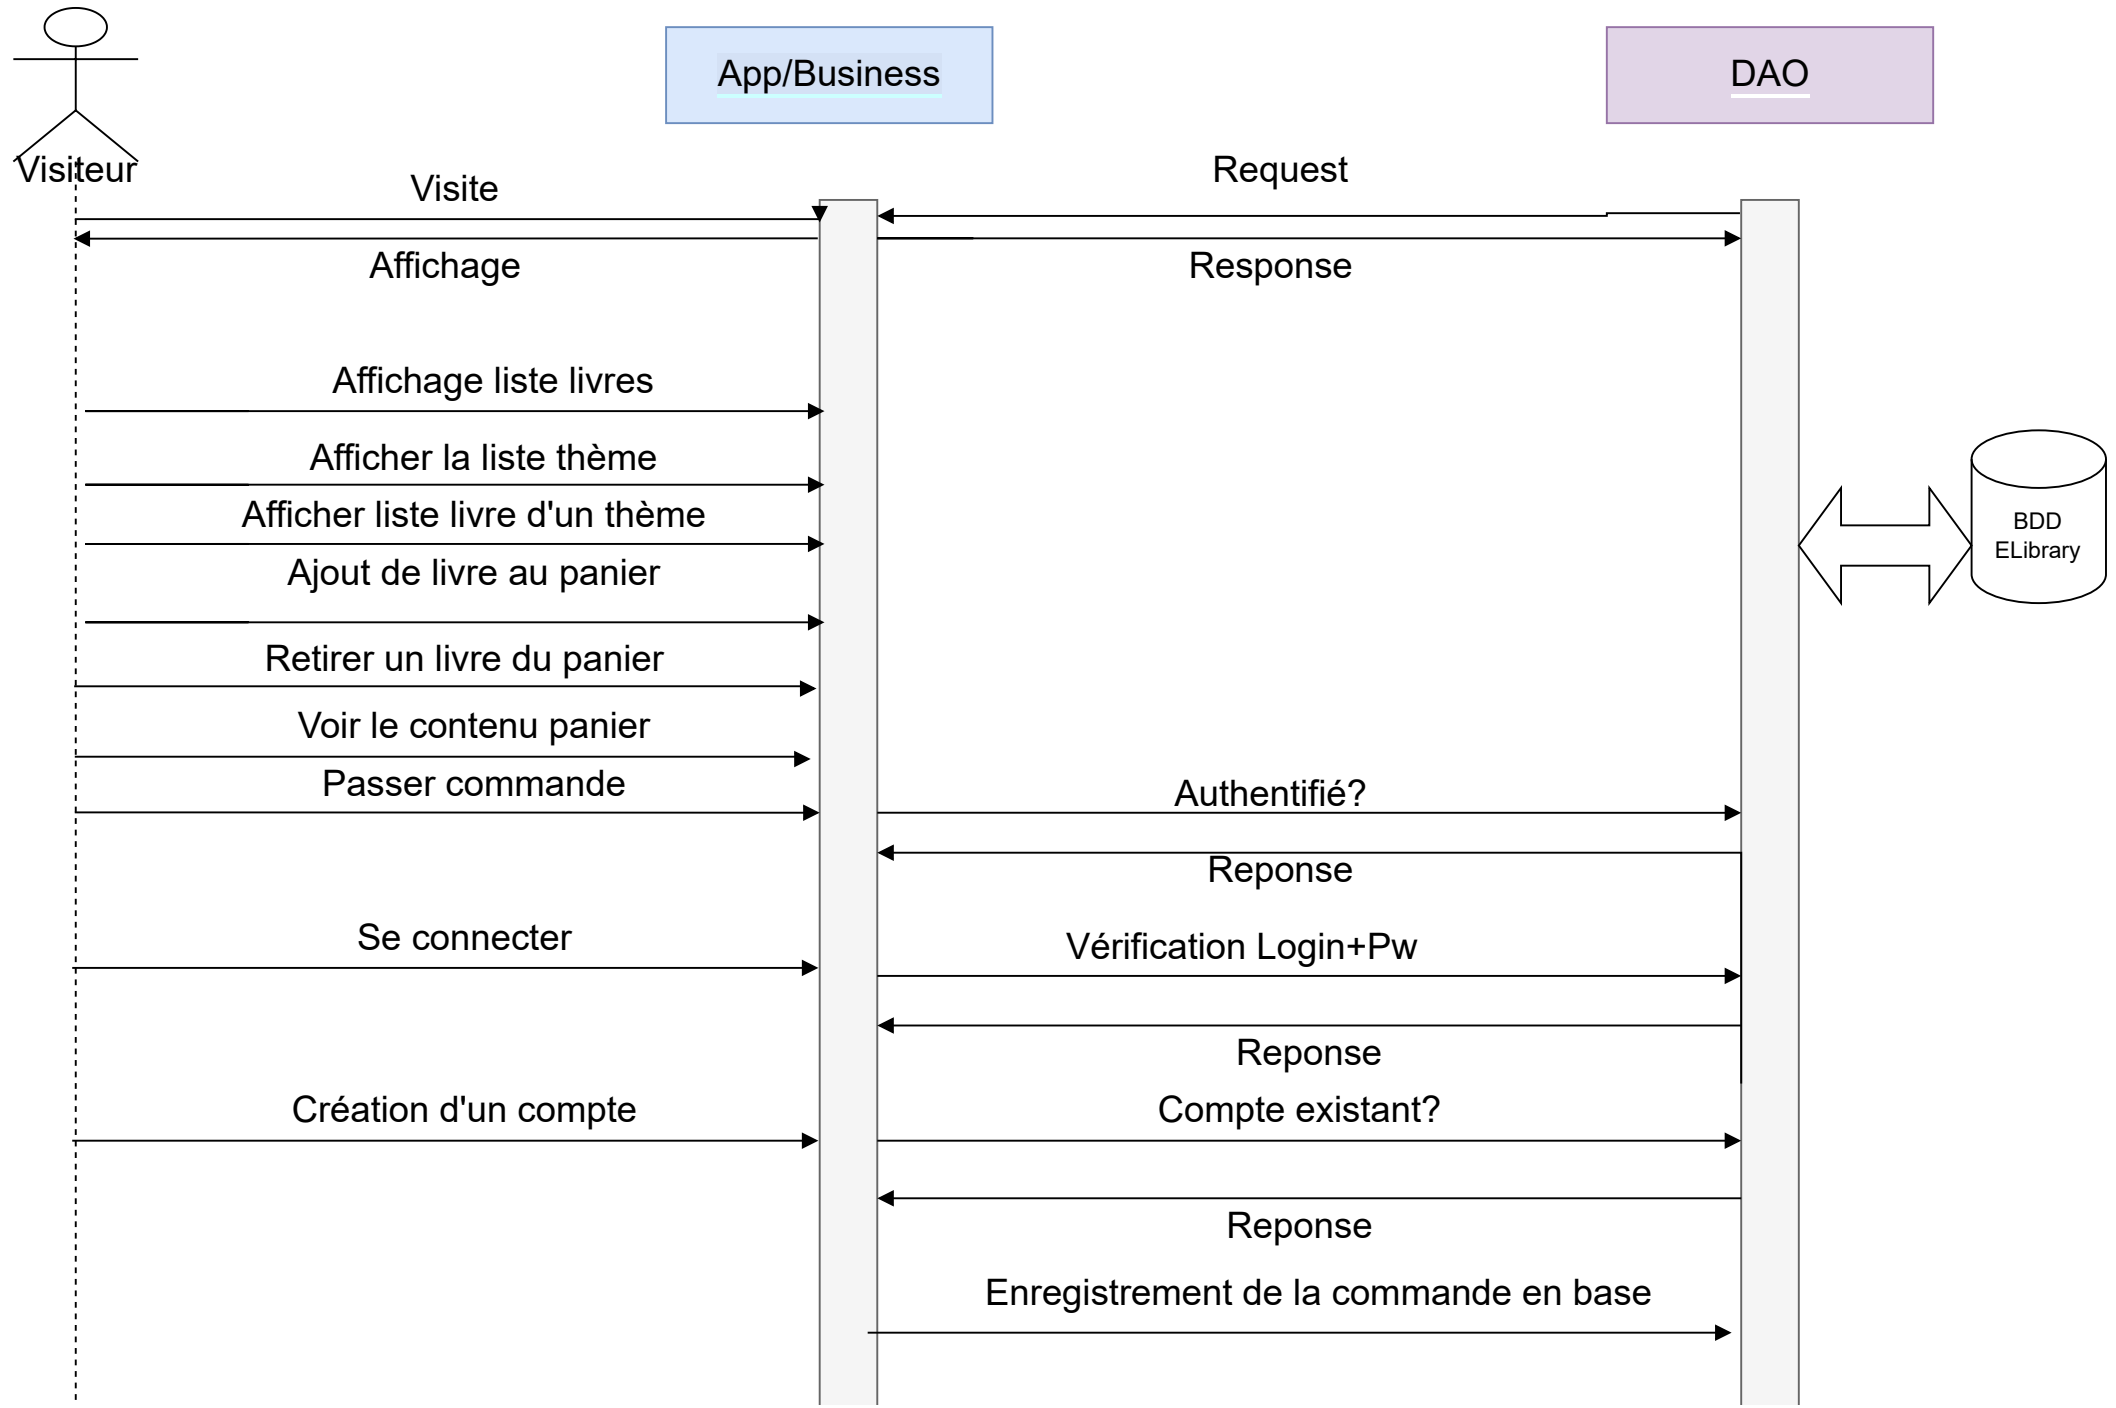 App/Business
DAO
Visiteur
Visite
Request
Affichage
Response
Affichage liste livres
Afficher la liste thème
Afficher liste livre d'un thème
BDD
ELibrary
Ajout de livre au panier
Retirer un livre du panier
Voir le contenu panier
Passer commande
Authentifié?
Reponse
Se connecter
Vérification Login+Pw
Reponse
Création d'un compte
Compte existant?
Reponse
Enregistrement de la commande en base